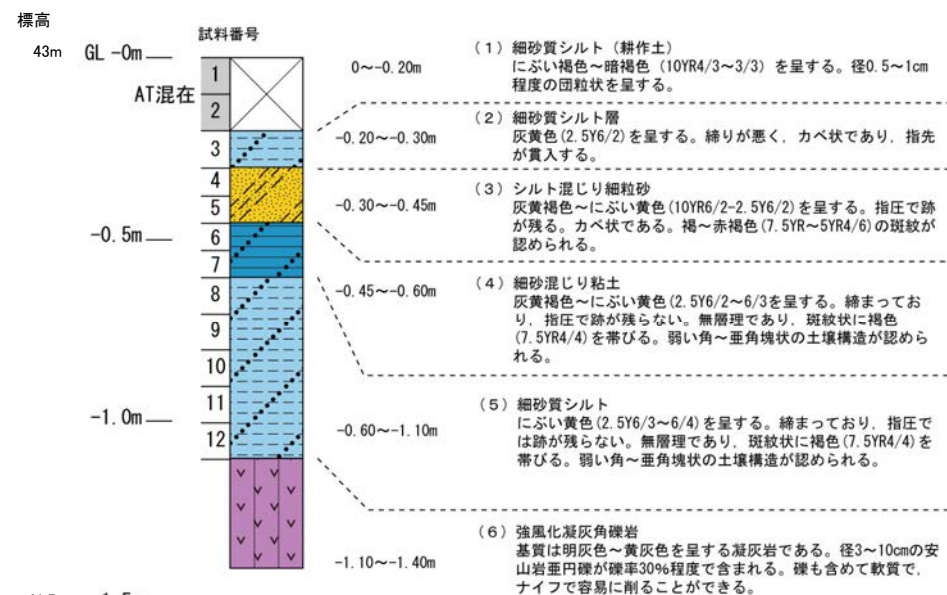 標高
43m
GL -0m
試料番号
AT混在
1
2
3
4
5
6
7
8
9
10
11
12
-0.5m
-1.0m
0～-0.20m
(1) 細砂質シルト (耕作土)
にぶい褐色～暗褐色 (10YR4/3～3/3) を呈する。径0.5～1cm
程度の団粒状を呈する。
-0.20～-0.30m
(2) 細砂質シルト層
灰黄色(2.5Y6/2)を呈する。締りが悪く，カベ状であり，指先
が貫入する。
-0.30～-0.45m
(3) シルト混じり細粒砂
灰黄褐色～にぶい黄色(10YR6/2-2.5Y6/2)を呈する。指圧で跡
が残る。カベ状である。褐～赤褐色(7.5YR～5YR4/6)の斑紋が
認められる。
-0.45～-0.60m
(4) 細砂混じり粘土
灰黄褐色～にぶい黄色(2.5Y6/2～6/3を呈する。締まってお
り，指圧で跡が残らない。無層理であり，斑紋状に褐色
(7.5YR4/4)を帯びる。弱い角～亜角塊状の土壌構造が認めら
れる。
-0.60～-1.10m
(5) 細砂質シルト
にぶい黄色(2.5Y6/3～6/4)を呈する。締まっており，指圧で
は跡が残らない。無層理であり，斑紋状に褐色(7.5YR4/4)を
帯びる。弱い角～亜角塊状の土壌構造が認められる。
-1.10～-1.40m
(6) 強風化凝灰角礫岩
基質は明灰色～黄灰色を呈する凝灰岩である。径3～10cmの安
山岩亜円礫が礫率30%程度で含まれる。礫も含めて軟質で，
ナイフで容易に削ることができる。